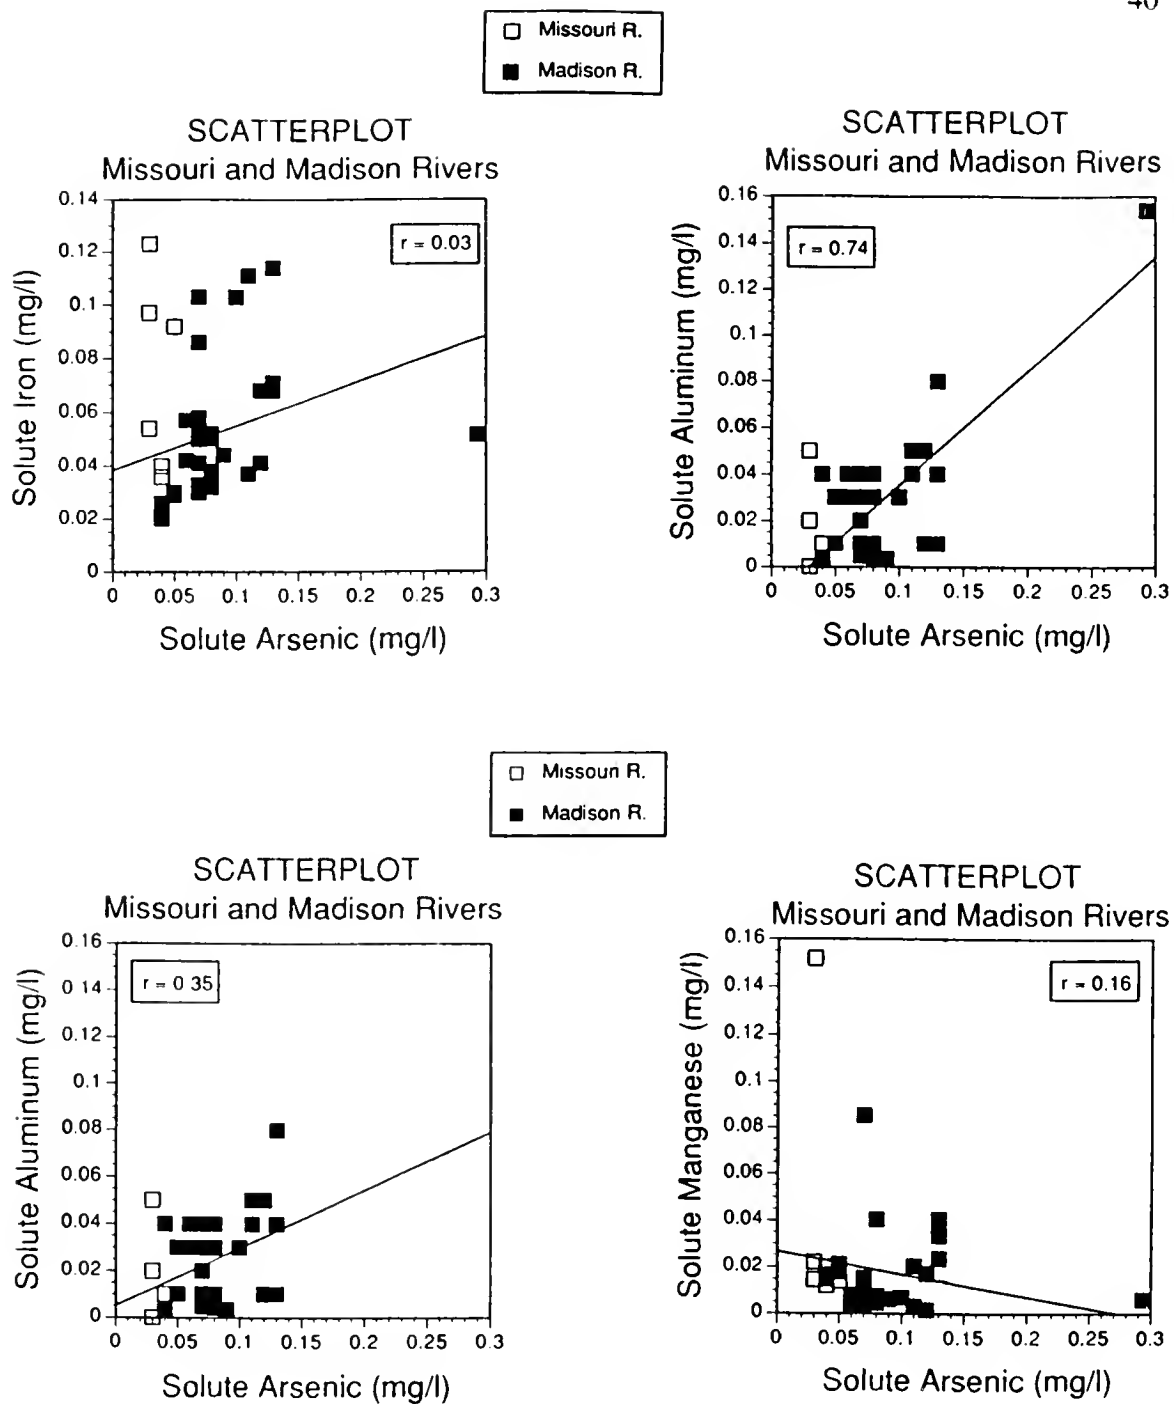 40
Missouri R.
Madison R.
SCATTERPLOT
Missouri and Madison Rivers
0.14
0.12
0.1
0.08
0.06
0.04
0.02
0
r = 0.03
Solute Iron (mg/l)
0
0.05
0.1
0.15
0.2
0.25
0.3
Solute Arsenic (mg/l)
SCATTERPLOT
Missouri and Madison Rivers
0.16
0.14
0.12
0.1
0.08
0.06
0.04
0.02
0
r = 0.74
Solute Aluminum (mg/l)
0
0.05
0.1
0.15
0.2
0.25
0.3
Solute Arsenic (mg/l)
Missouri R.
Madison R.
SCATTERPLOT
Missouri and Madison Rivers
0.16
0.14
0.12
0.1
0.08
0.06
0.04
0.02
0
r = 0.35
Solute Aluminum (mg/l)
0
0.05
0.1
0.15
0.2
0.25
0.3
Solute Arsenic (mg/l)
SCATTERPLOT
Missouri and Madison Rivers
0.16
0.14
0.12
0.1
0.08
0.06
0.04
0.02
0
r = 0.16
Solute Manganese (mg/l)
0
0.05
0.1
0.15
0.2
0.25
0.3
Solute Arsenic (mg/l)